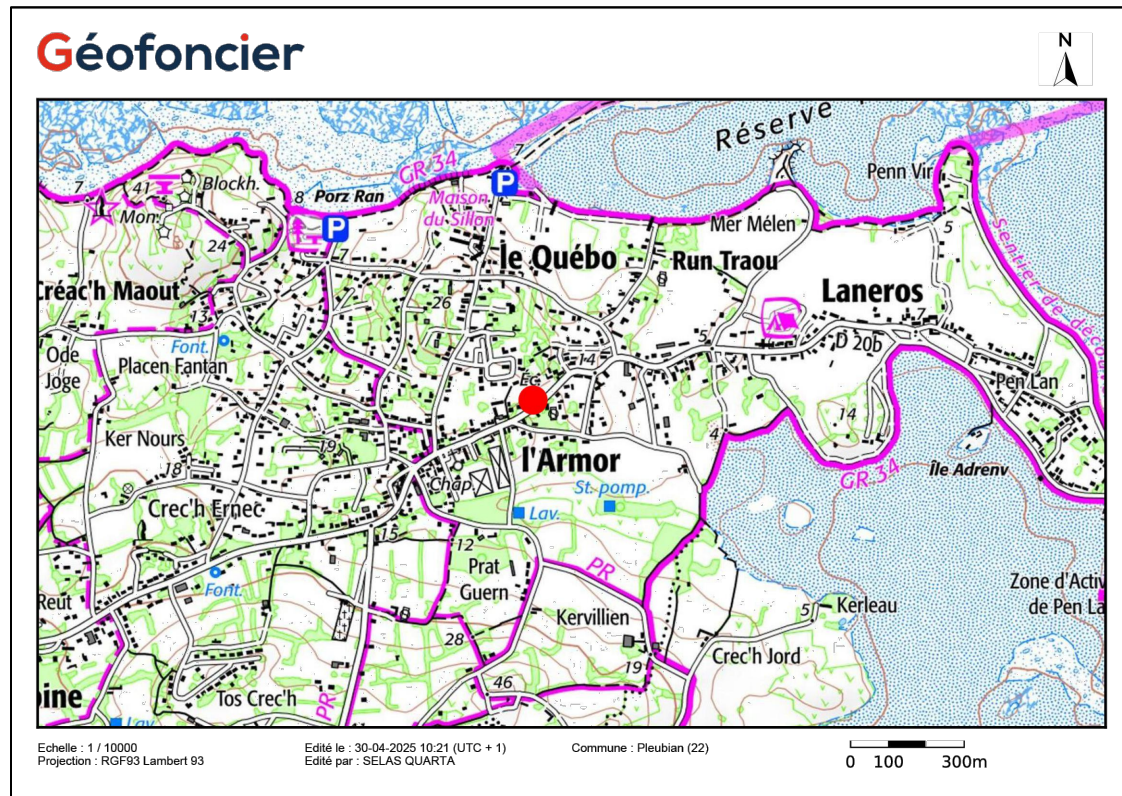 Géofoncier
N
Réserve
GR 34
7
Penn Vir
7
41
Blockh.
8
Porz Ran
P
Maison
du Sillon
P
Mon.
Mer Mélen
5
Sentier de déco
24
7
le Québo
Run Traou
Créac'h Maout
26
Laneros
13
Font.
5
7
D 20b
Ode
Joge
Placen Fantan
14
Pen Lan
14
Ker Nours
19
4
18
l'Armor
GR 34
Île Adrenv
Chap.
St. pomp.
Crec'h Ernec
Lav.
15
12
Prat
Guern
PR
Font.
Zone d'Activ
de Pen La
Reut
Kervillien
5
Kerleau
28
19
Crec'h Jord
46
oine
Tos Crec'h
PR
Lav.
Echelle : 1 / 10000
Projection : RGF93 Lambert 93
Edité le : 30-04-2025 10:21 (UTC + 1)
Edité par : SELAS QUARTA
Commune : Pleubian (22)
0 100 300m